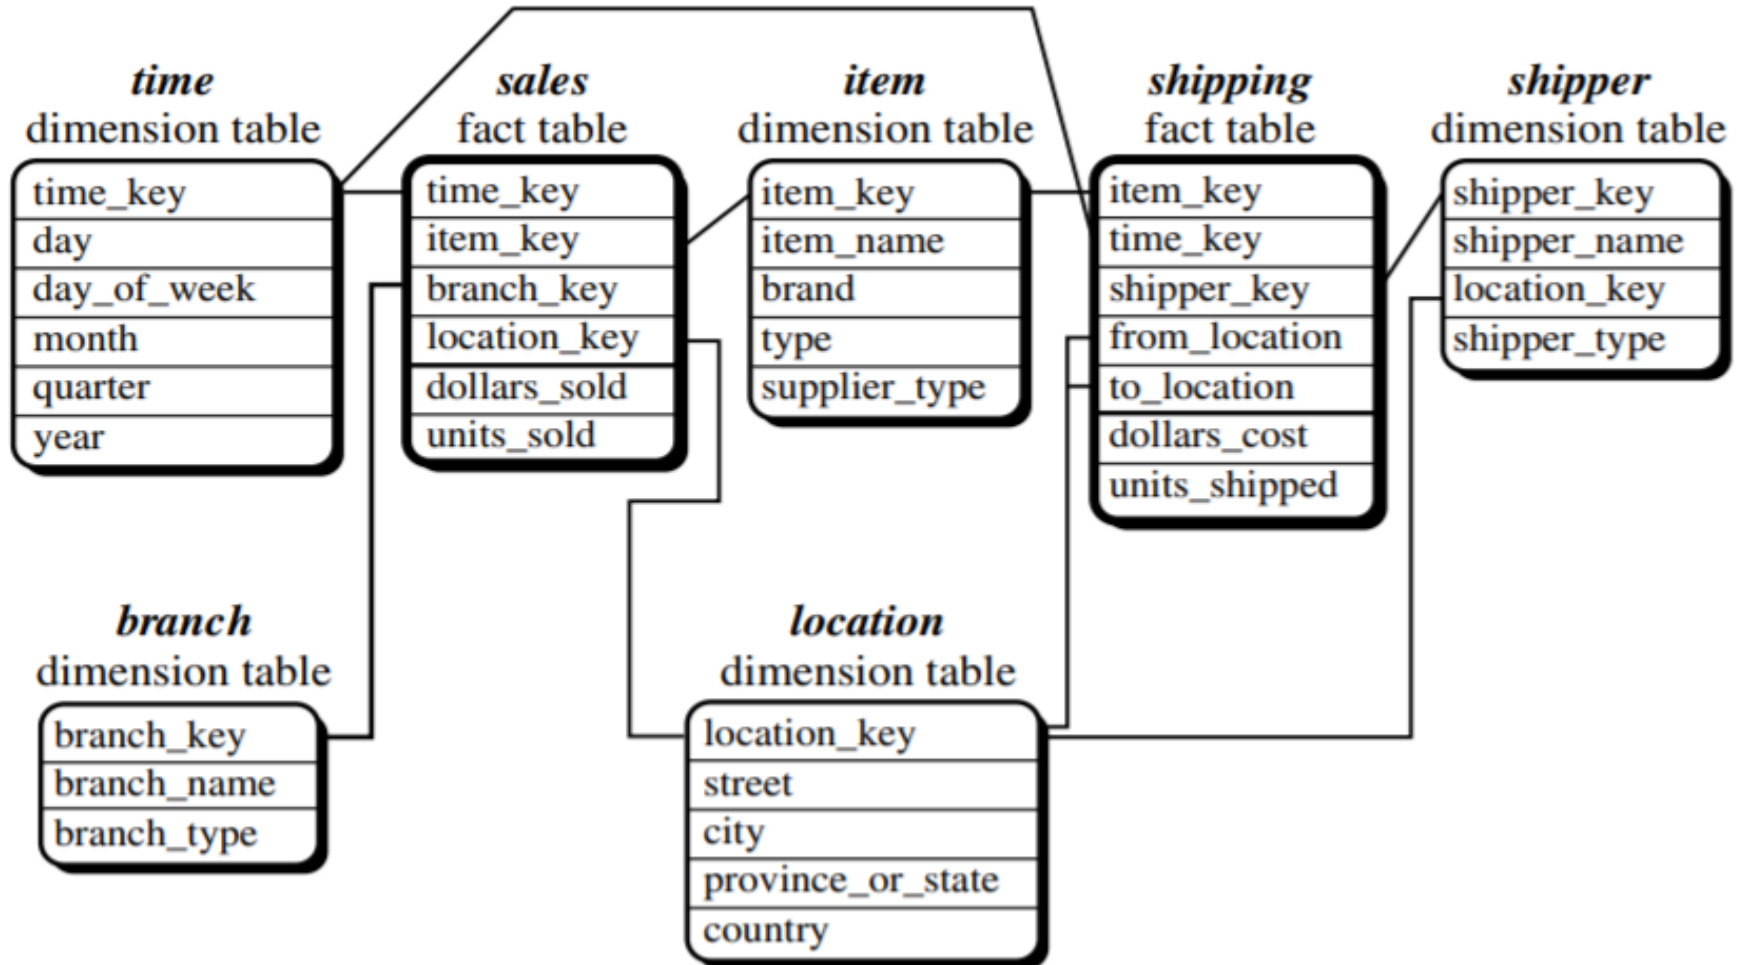 time
dimension table
time_key
day
day_of_week
month
quarter
year
sales
fact table
time_key
item_key
branch_key
location_key
dollars_sold
units_sold
item
dimension table
item_key
item_name
brand
type
supplier_type
shipping
fact table
item_key
time_key
shipper_key
from_location
to_location
dollars_cost
units_shipped
shipper
dimension table
shipper_key
shipper_name
location_key
shipper_type
branch
dimension table
branch_key
branch_name
branch_type
location
dimension table
location_key
street
city
province_or_state
country